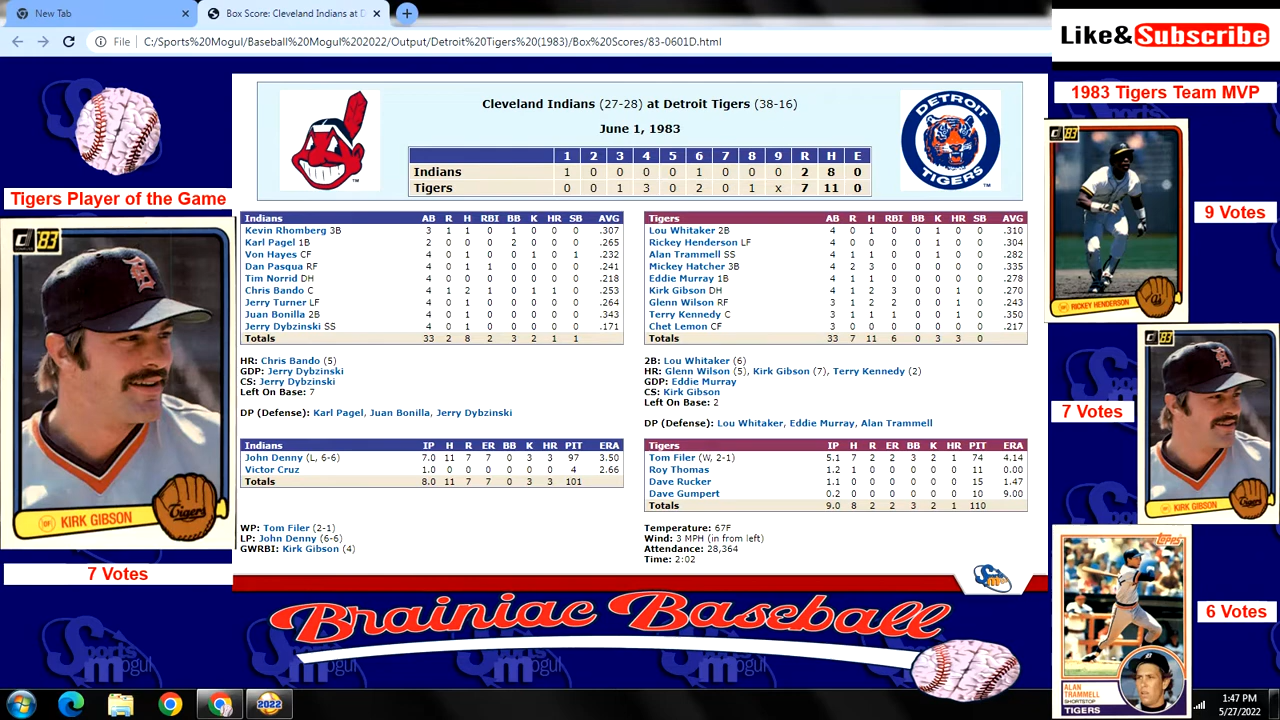 New Tab
Box Score: Cleveland Indians at D
File C:/Sports%20Mogul/Baseball%20Mogul%202022/Output/Detroit%20Tigers%20(1983)/Box%20Scores/83-0601D.html
Like& Subscribe
1983 Tigers Team MVP
Cleveland Indians (27-28) at Detroit Tigers (38-16)
June 1, 1983
DETROIT TIGERS
1 2 3 4 5 6 7 8 9 R H E
Indians 1 0 0 0 0 1 0 0 0 2 8 0
Tigers 0 0 1 3 0 2 0 1 x 7 11 0
Tigers Player of the Game
'83
KIRK GIBSON
OF
Tigers
7 Votes
Indians AB R H RBI BB K HR SB AVG
Kevin Rhomberg 3B 3 1 1 0 1 0 0 0 .307
Karl Pagel 1B 2 0 0 0 2 0 0 0 .265
Von Hayes CF 4 0 1 0 0 1 0 1 .232
Dan Pasqua RF 4 0 1 1 0 0 0 0 .241
Tim Norrid DH 4 0 0 0 0 0 0 0 .218
Chris Bando C 4 1 2 1 0 1 1 0 .253
Jerry Turner LF 4 0 1 0 0 0 0 0 .264
Juan Bonilla 2B 4 0 1 0 0 0 0 0 .343
Jerry Dybzinski SS 4 0 1 0 0 0 0 0 .171
Totals 33 2 8 2 3 2 1 1
HR: Chris Bando (5)
GDP: Jerry Dybzinski
CS: Jerry Dybzinski
Left On Base: 7
DP (Defense): Karl Pagel, Juan Bonilla, Jerry Dybzinski
Indians IP H R ER BB K HR PIT ERA
John Denny (L, 6-6) 7.0 11 7 7 0 3 3 97 3.50
Victor Cruz 1.0 0 0 0 0 0 0 4 2.66
Totals 8.0 11 7 7 0 3 3 101
WP: Tom Filer (2-1)
LP: John Denny (6-6)
GWRBI: Kirk Gibson (4)
Tigers AB R H RBI BB K HR SB AVG
Lou Whitaker 2B 4 0 1 0 0 1 0 0 .310
Rickey Henderson LF 4 0 0 0 0 1 0 0 .304
Alan Trammell SS 4 1 1 0 0 1 0 0 .282
Mickey Hatcher 3B 4 2 3 0 0 0 0 0 .335
Eddie Murray 1B 4 1 1 0 0 0 0 0 .278
Kirk Gibson DH 4 1 2 3 0 0 1 0 .270
Glenn Wilson RF 3 1 2 2 0 0 1 0 .243
Terry Kennedy C 3 1 1 1 0 0 1 0 .350
Chet Lemon CF 3 0 0 0 0 0 0 0 .217
Totals 33 7 11 6 0 3 3 0
2B: Lou Whitaker (6)
HR: Glenn Wilson (5), Kirk Gibson (7), Terry Kennedy (2)
GDP: Eddie Murray
CS: Kirk Gibson
Left On Base: 2
DP (Defense): Lou Whitaker, Eddie Murray, Alan Trammell
Tigers IP H R ER BB K HR PIT ERA
Tom Filer (W, 2-1) 5.1 7 2 2 3 2 1 74 4.14
Roy Thomas 1.2 1 0 0 0 0 0 11 0.00
Dave Rucker 1.1 0 0 0 0 0 0 15 1.47
Dave Gumpert 0.2 0 0 0 0 0 0 10 9.00
Totals 9.0 8 2 2 3 2 1 110
Temperature: 67F
Wind: 3 MPH (in from left)
Attendance: 28,364
Time: 2:02
'83
RICKEY HENDERSON
9 Votes
'83
OF
KIRK GIBSON
Tigers
7 Votes
Topps
ALAN
TRAMMELL
SHORTSTOP
TIGERS
6 Votes
Brainiac Baseball
Sports Mogul
2022
1:47 PM
5/27/2022